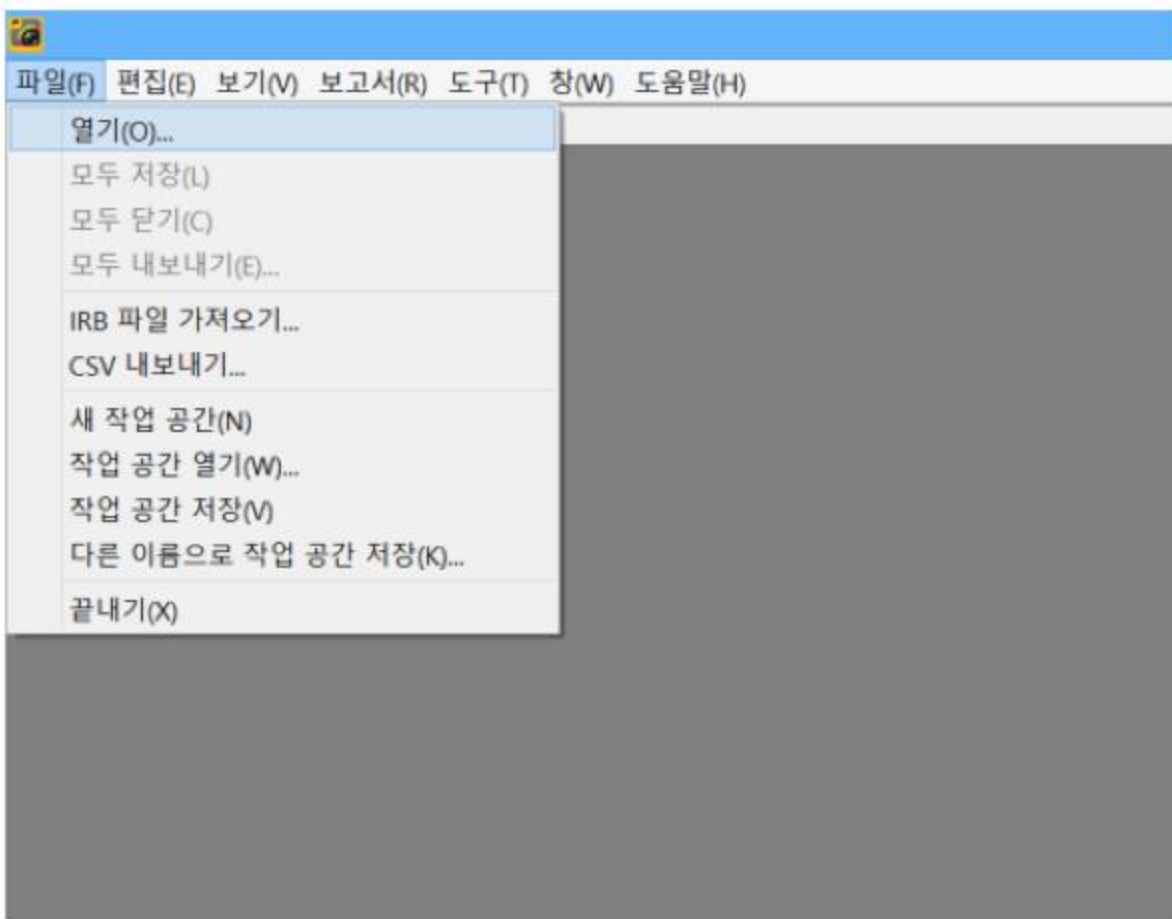 파일(F) 편집(E) 보기(V) 보고서(R) 도구(T) 창(W) 도움말(H)
열기(O)...
모두 저장(L)
모두 닫기(C)
모두 내보내기(E)...
IRB 파일 가져오기...
CSV 내보내기...
새 작업 공간(N)
작업 공간 열기(W)...
작업 공간 저장(V)
다른 이름으로 작업 공간 저장(K)...
끝내기(X)